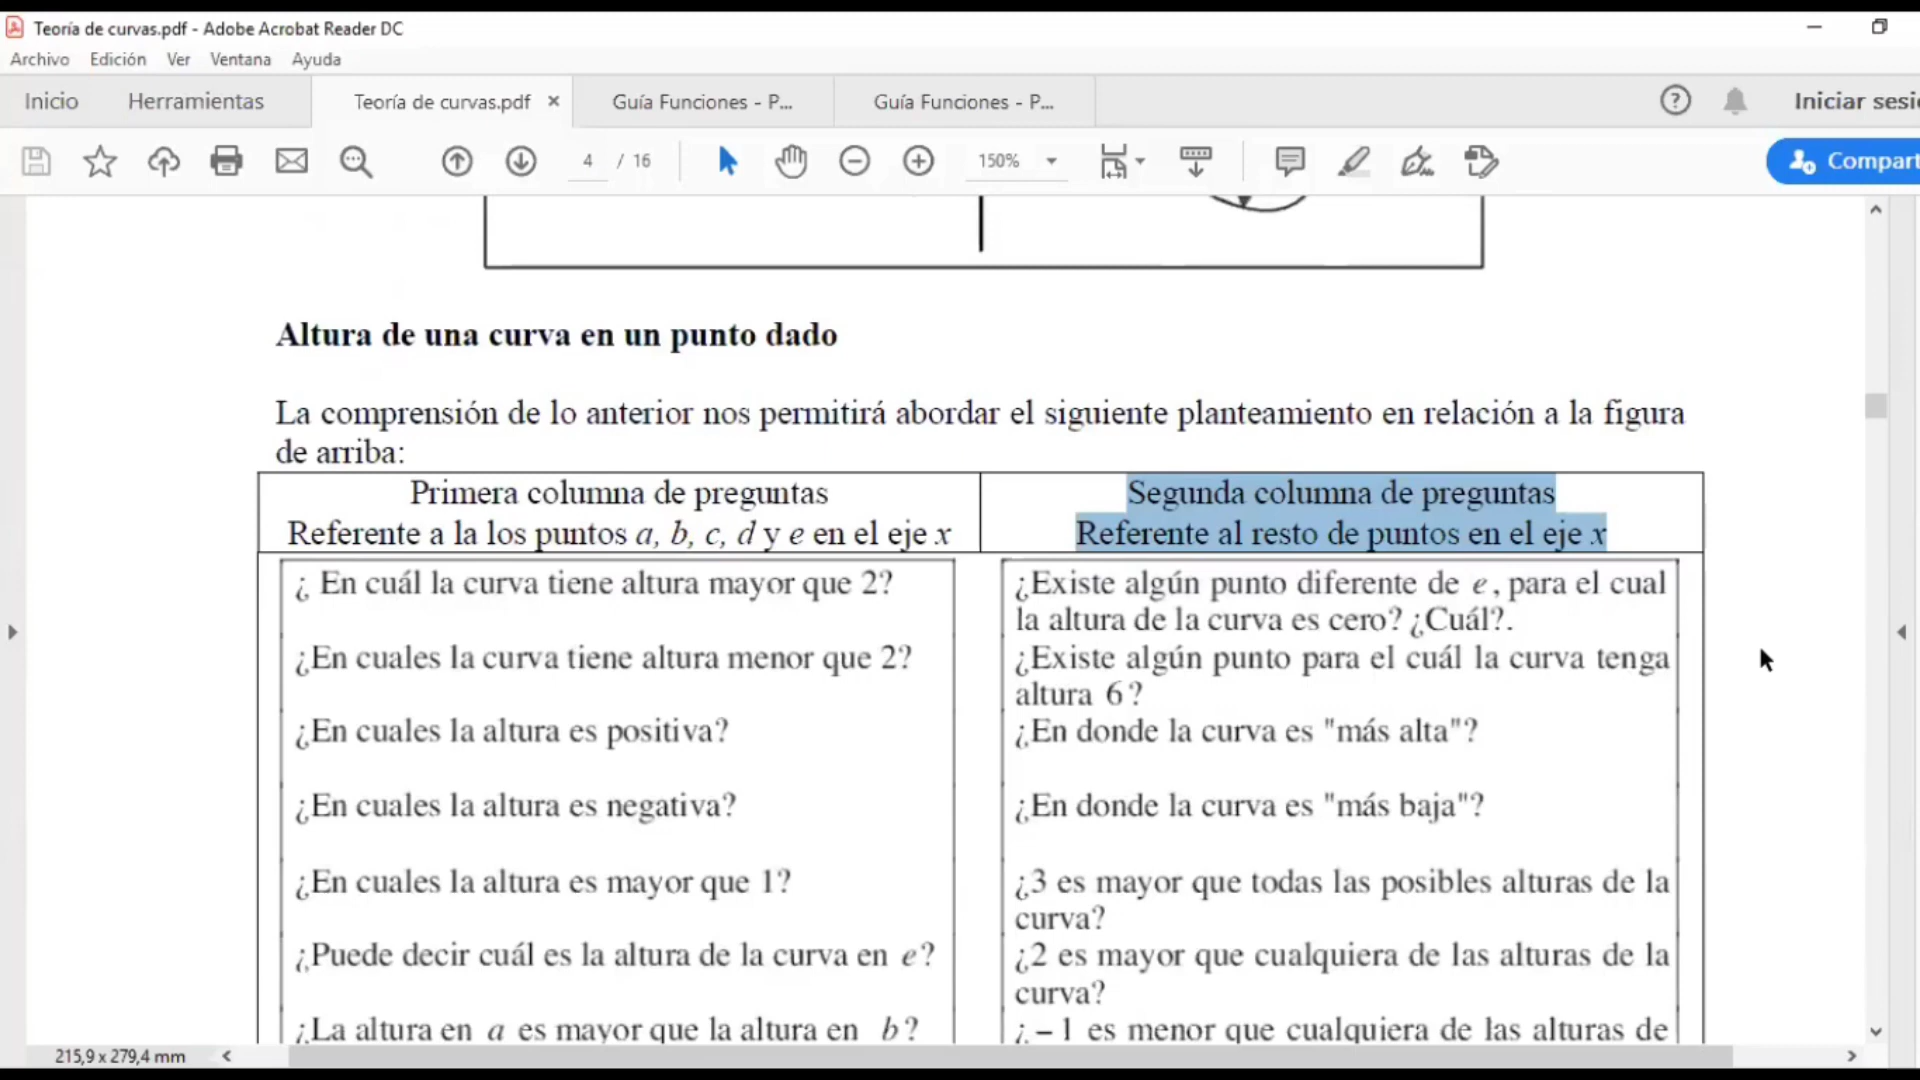 Teoría de curvas.pdf - Adobe Acrobat Reader DC
Archivo Edición Ver Ventana Ayuda
Inicio Herramientas Teoría de curvas.pdf × Guía Funciones - P... Guía Funciones - P... ? Iniciar sesi
4 / 16 150% Compart
Altura de una curva en un punto dado
La comprensión de lo anterior nos permitirá abordar el siguiente planteamiento en relación a la figura
de arriba:
Primera columna de preguntas
Referente a la los puntos a, b, c, d y e en el eje x
Segunda columna de preguntas
Referente al resto de puntos en el eje x
¿ En cuál la curva tiene altura mayor que 2?
¿En cuales la curva tiene altura menor que 2?
¿En cuales la altura es positiva?
¿En cuales la altura es negativa?
¿En cuales la altura es mayor que 1?
¿Puede decir cuál es la altura de la curva en e?
¿La altura en a es mayor que la altura en b?
¿Existe algún punto diferente de e, para el cual
la altura de la curva es cero? ¿Cuál?.
¿Existe algún punto para el cuál la curva tenga
altura 6?
¿En donde la curva es "más alta"?
¿En donde la curva es "más baja"?
¿3 es mayor que todas las posibles alturas de la
curva?
¿2 es mayor que cualquiera de las alturas de la
curva?
¿−1 es menor que cualquiera de las alturas de
215,9 x 279,4 mm